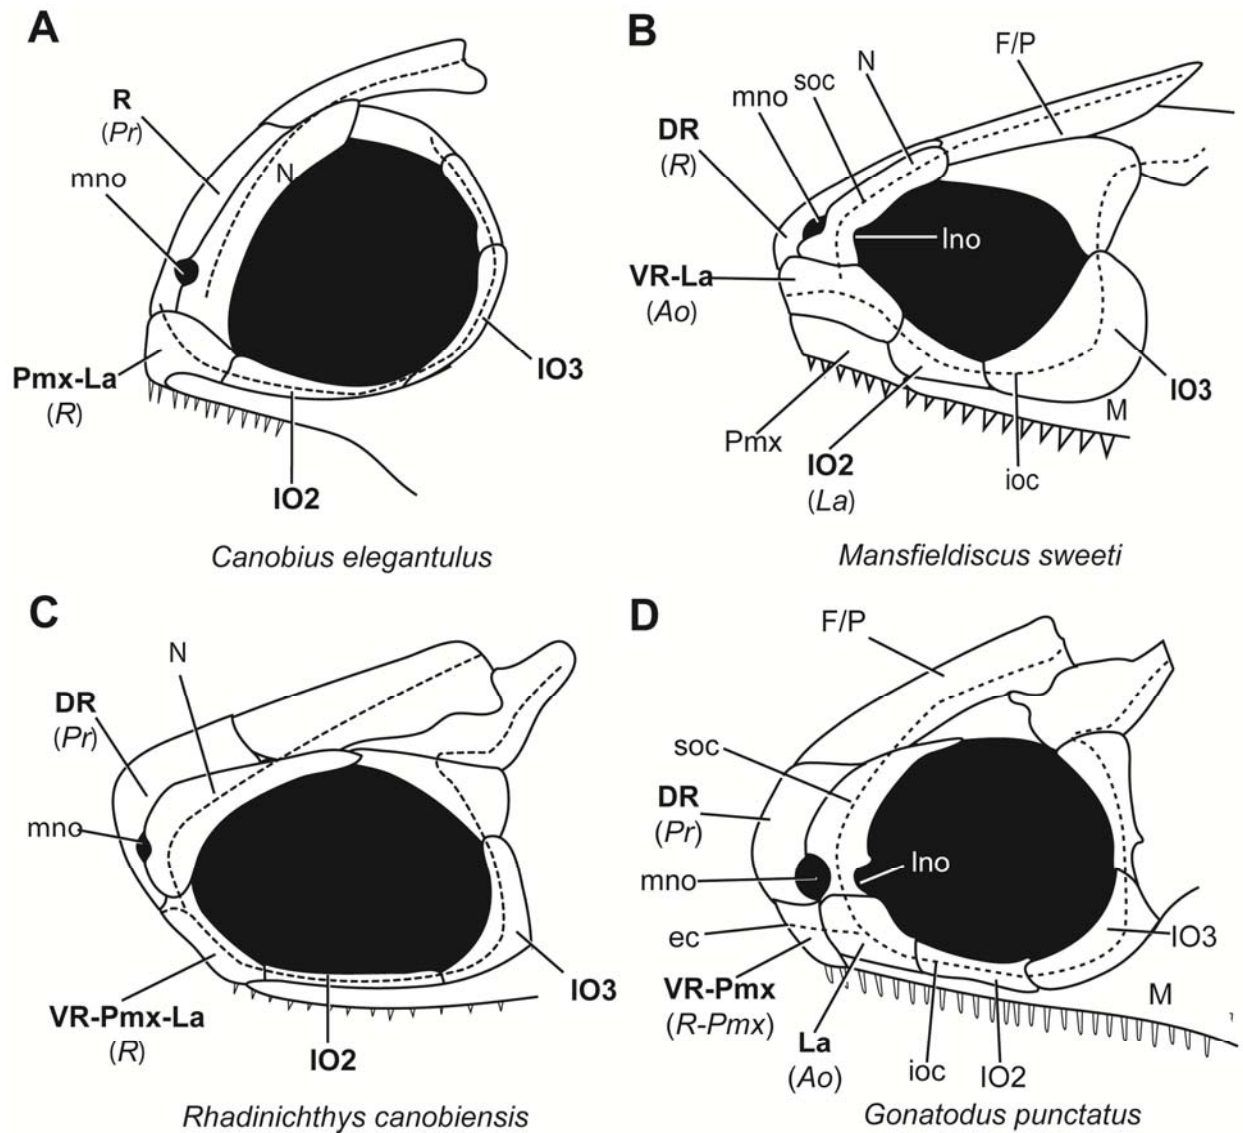 A
R
(Pr)
mno
N
Pmx-La
(R)
IO2
IO3
Canobius elegantulus
B
DR
(R)
mno
soc
N
F/P
lno
VR-La
(Ao)
Pmx
IO2
(La)
ioc
M
IO3
Mansfieldiscus sweeti
C
N
DR
(Pr)
mno
VR-Pmx-La
(R)
IO2
IO3
Rhadinichthys canobiensis
D
F/P
soc
DR
(Pr)
mno
lno
ec
VR-Pmx
(R-Pmx)
La
(Ao)
ioc
IO2
IO3
M
Gonatodus punctatus